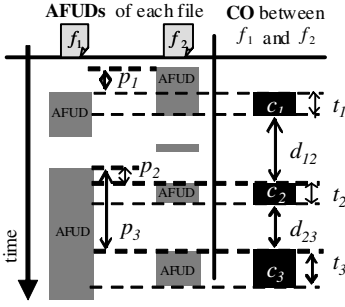 AFUDs of each file
CO between
f1 and f2
f1
f2
p1
AFUD
AFUD
c1
t1
d12
p2
AFUD
c2
t2
p3
AFUD
d23
AFUD
c3
t3
time